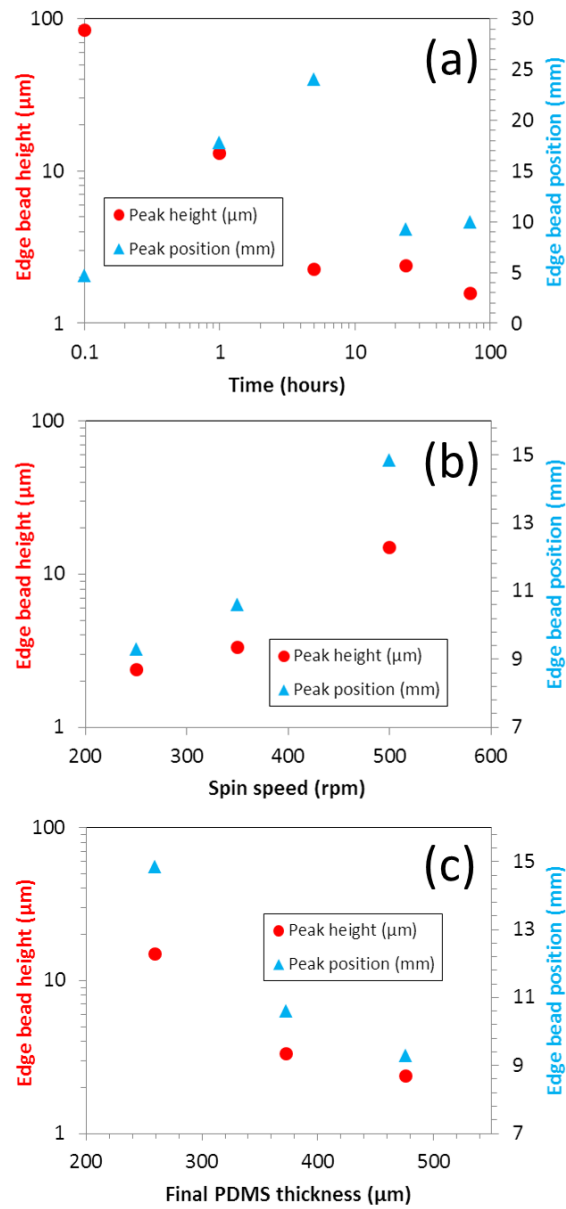 (a)
100
10
1
Edge bead height (µm)
30
25
20
15
10
5
0
Edge bead position (mm)
Peak height (µm)
Peak position (mm)
0.1
1
10
100
Time (hours)
(b)
100
10
1
Edge bead height (µm)
15
13
11
9
7
Edge bead position (mm)
Peak height (µm)
Peak position (mm)
200
300
400
500
600
Spin speed (rpm)
(c)
100
10
1
Edge bead height (µm)
15
13
11
9
7
Edge bead position (mm)
Peak height (µm)
Peak position (mm)
200
300
400
500
Final PDMS thickness (µm)